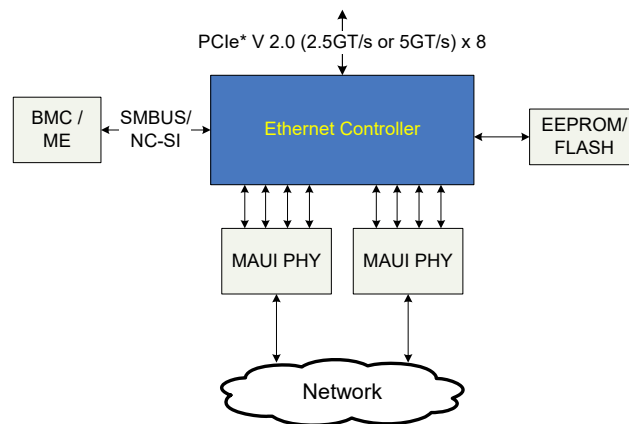 PCIe* V 2.0 (2.5GT/s or 5GT/s) x 8
BMC /
ME
SMBUS/
NC-SI
Ethernet Controller
EEPROM/
FLASH
MAUI PHY
MAUI PHY
Network